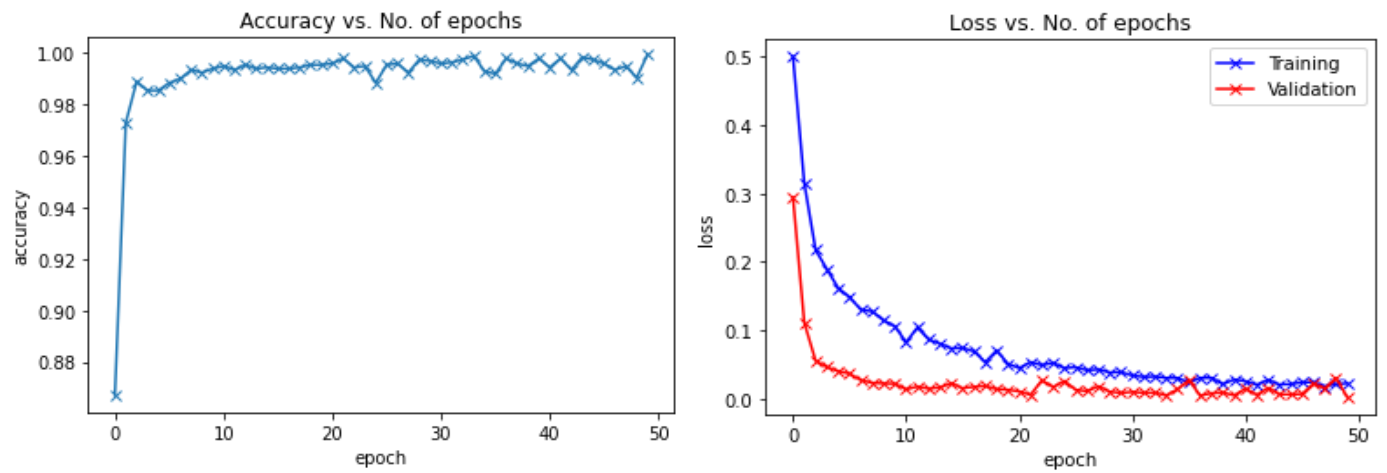 Accuracy vs. No. of epochs
1.00
0.98
0.96
0.94
0.92
0.90
0.88
accuracy
0 10 20 30 40 50
epoch
Loss vs. No. of epochs
Training
Validation
0.5
0.4
0.3
0.2
0.1
0.0
loss
0 10 20 30 40 50
epoch